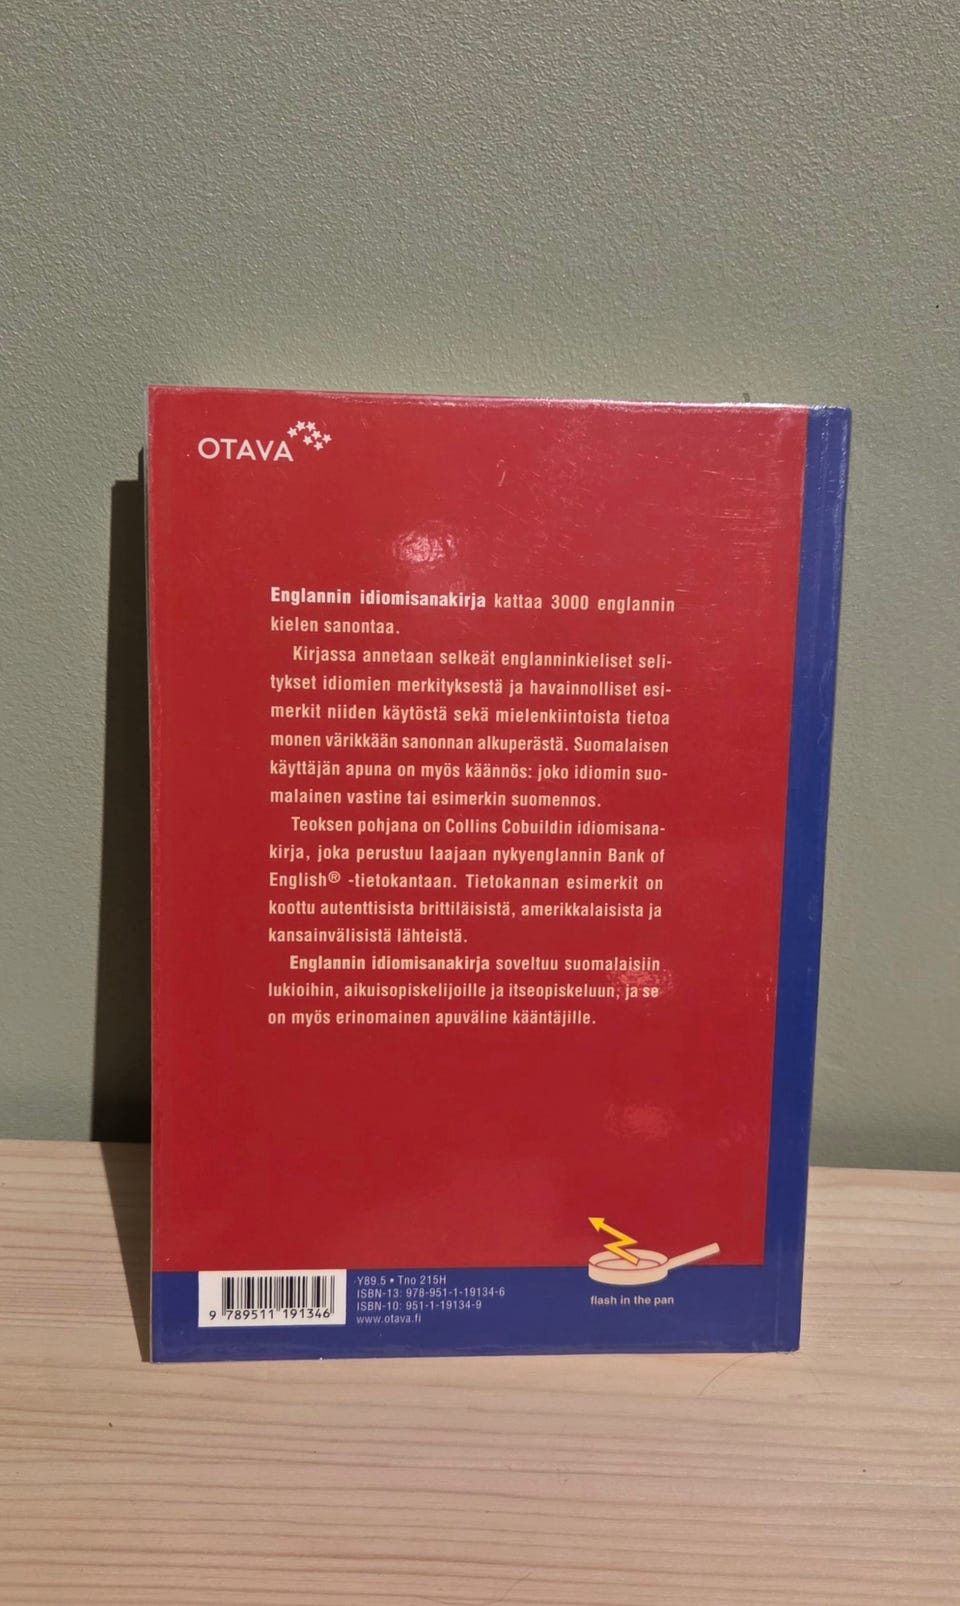 OTAVA
Englannin idiomisanakirja kattaa 3000 englannin
kielen sanontaa.
Kirjassa annetaan selkeät englanninkieliset seli-
tykset idiomien merkityksestä ja havainnolliset esi-
merkit niiden käytöstä sekä mielenkiintoista tietoa
monen värikkään sanonnan alkuperästä. Suomalaisen
käyttäjän apuna on myös käännös: joko idiomin suo-
malainen vastine tai esimerkin suomennos.
Teoksen pohjana on Collins Cobuildin idiomisana-
kirja, joka perustuu laajaan nykyenglannin Bank of
English® -tietokantaan. Tietokannan esimerkit on
koottu autenttisista brittiläisistä, amerikkalaisista ja
kansainvälisistä lähteistä.
Englannin idiomisanakirja soveltuu suomalaisiin
lukioihin, aikuisopiskelijoille ja itseopiskeluun, ja se
on myös erinomainen apuväline kääntäjille.
flash in the pan
Y89.5 • Tno 215H
ISBN-13: 978-951-1-19134-6
ISBN-10: 951-1-19134-9
www.otava.fi
9 789511 191346